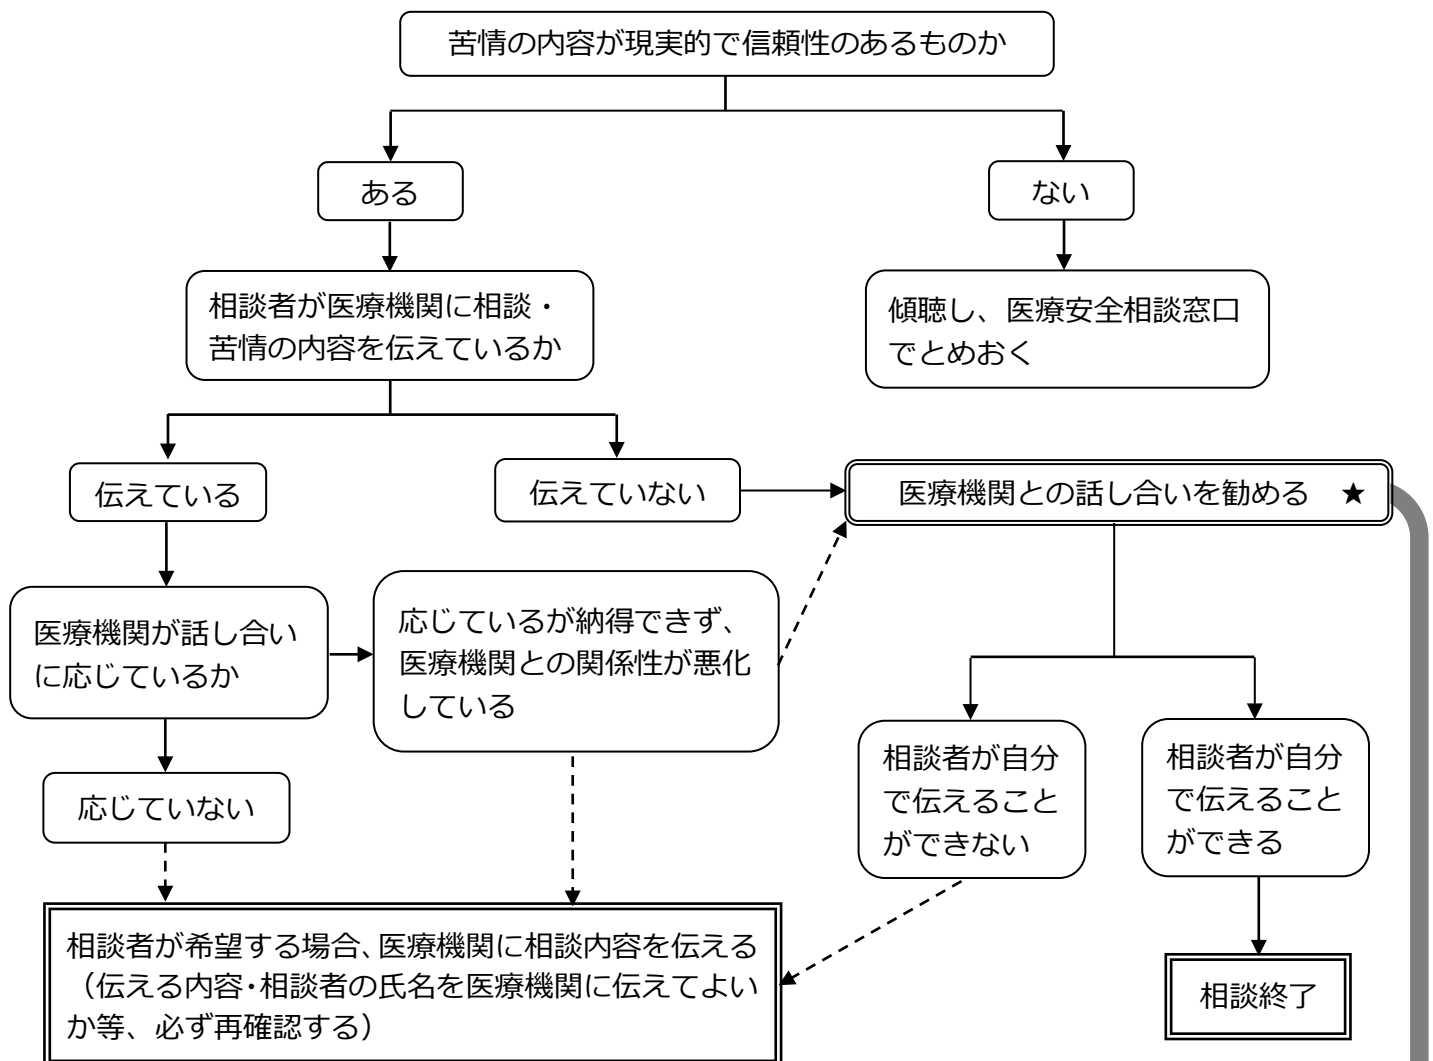 苦情の内容が現実的で信頼性のあるものか
ある
ない
相談者が医療機関に相談・
苦情の内容を伝えているか
傾聴し、医療安全相談窓口
でとめおく
伝えている
伝えていない
医療機関との話し合いを勧める ★
医療機関が話し合い
に応じているか
応じているが納得できず、
医療機関との関係性が悪化
している
応じていない
相談者が自分
で伝えること
ができない
相談者が自分
で伝えること
ができる
相談者が希望する場合、医療機関に相談内容を伝える
（伝える内容・相談者の氏名を医療機関に伝えてよい
か等、必ず再確認する）
相談終了